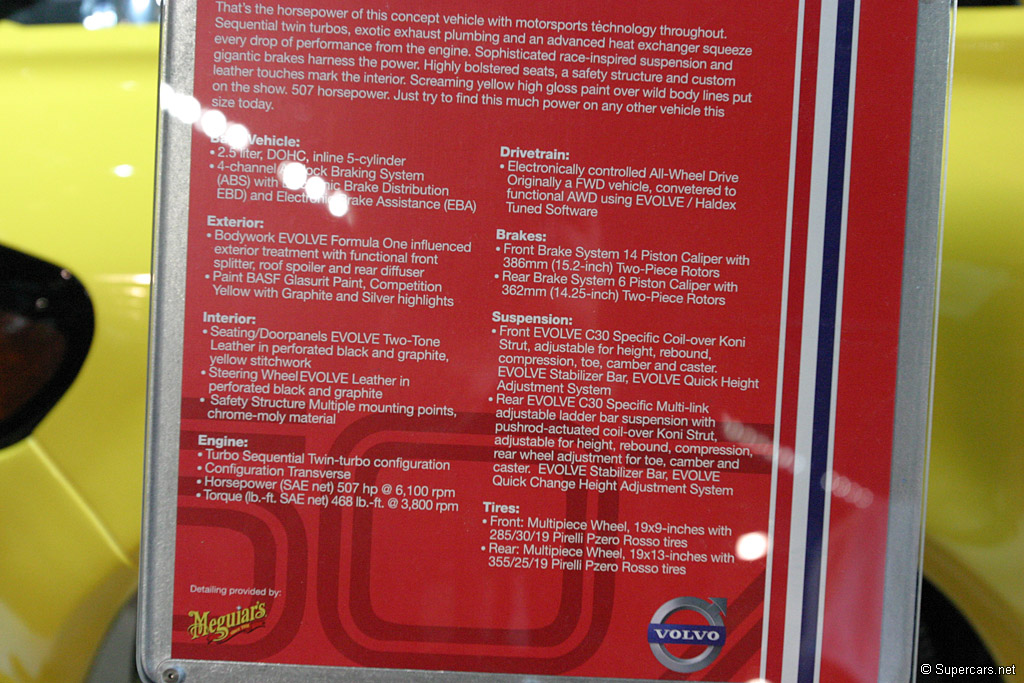 That's the horsepower of this concept vehicle with motorsports technology throughout.
Sequential twin turbos, exotic exhaust plumbing and an advanced heat exchanger squeeze
every drop of performance from the engine. Sophisticated race-inspired suspension and
gigantic brakes harness the power. Highly bolstered seats, a safety structure and custom
leather touches mark the interior. Screaming yellow high gloss paint over wild body lines put
on the show. 507 horsepower. Just try to find this much power on any other vehicle this
size today.
Vehicle:
• 2.5 liter, DOHC, inline 5-cylinder
• 4-channel Braking System
(ABS) with Brake Distribution
EBD) and Brake Assistance (EBA)
Exterior:
• Bodywork EVOLVE Formula One influenced
exterior treatment with functional front
splitter, roof spoiler and rear diffuser
• Paint BASF Glasurit Paint, Competition
Yellow with Graphite and Silver highlights
Interior:
• Seating/Doorpanels EVOLVE Two-Tone
Leather in perforated black and graphite,
yellow stitchwork
• Steering Wheel EVOLVE Leather in
perforated black and graphite
• Safety Structure Multiple mounting points,
chrome-moly material
Engine:
• Turbo Sequential Twin-turbo configuration
• Configuration Transverse
• Horsepower (SAE net) 507 hp @ 6,100 rpm
• Torque (lb.-ft. SAE net) 468 lb.-ft. @ 3,800 rpm
Drivetrain:
• Electronically controlled All-Wheel Drive
Originally a FWD vehicle, convetered to
functional AWD using EVOLVE / Haldex
Tuned Software
Brakes:
• Front Brake System 14 Piston Caliper with
386mm (15.2-inch) Two-Piece Rotors
• Rear Brake System 6 Piston Caliper with
362mm (14.25-inch) Two-Piece Rotors
Suspension:
• Front EVOLVE C30 Specific Coil-over Koni
Strut, adjustable for height, rebound,
compression, toe, camber and caster.
EVOLVE Stabilizer Bar, EVOLVE Quick Height
Adjustment System
• Rear EVOLVE C30 Specific Multi-link
adjustable ladder bar suspension with
pushrod-actuated coil-over Koni Strut,
adjustable for height, rebound, compression,
rear wheel adjustment for toe, camber and
caster. EVOLVE Stabilizer Bar, EVOLVE
Quick Change Height Adjustment System
Tires:
• Front: Multipiece Wheel, 19x9-inches with
285/30/19 Pirelli Pzero Rosso tires
• Rear: Multipiece Wheel, 19x13-inches with
355/25/19 Pirelli Pzero Rosso tires
Detailing provided by:
Meguiar's
VOLVO
507
© Supercars.net